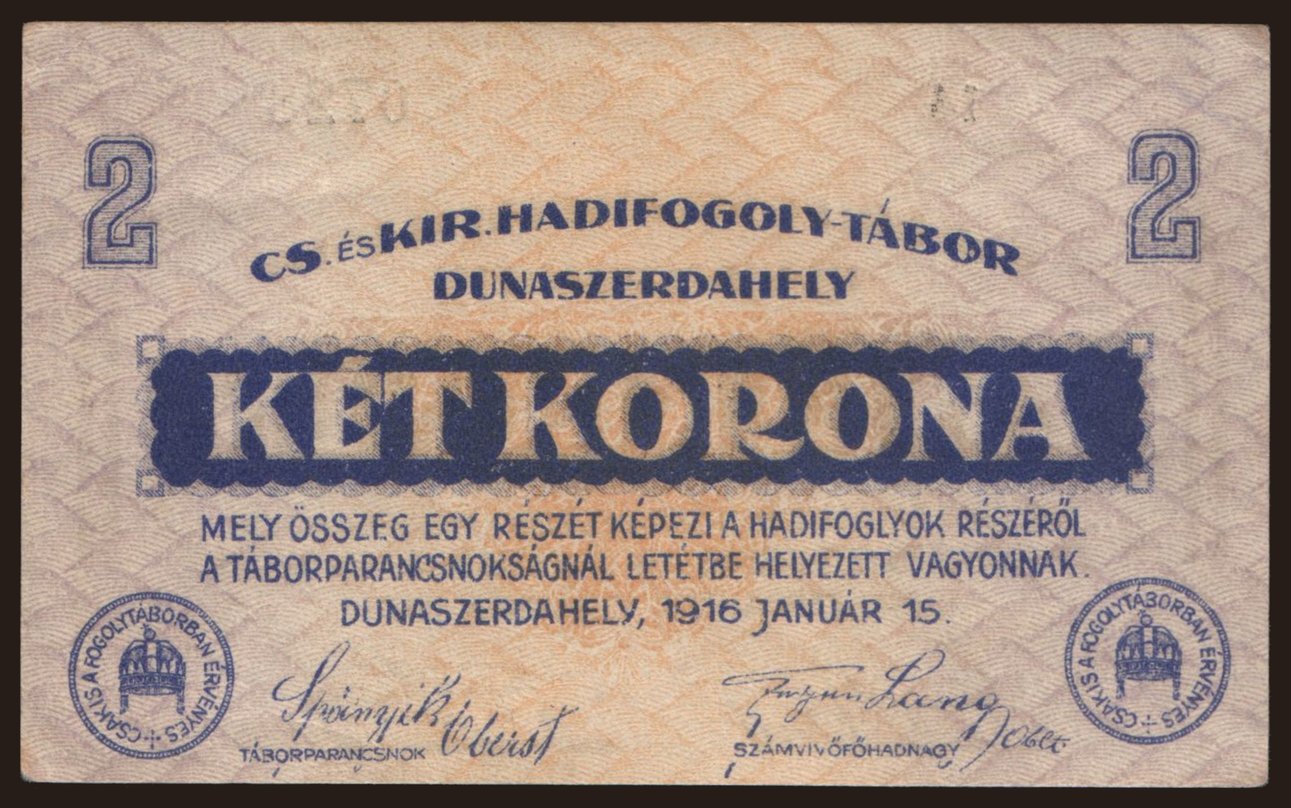 2
2
CS. ÉS KIR. HADIFOGOLY-TÁBOR
DUNASZERDAHELY
KÉT KORONA
MELY ÖSSZEG EGY RÉSZÉT KÉPEZI A HADIFOGLYOK RÉSZÉRŐL
A TÁBORPARANCSNOKSÁGNÁL LETÉTBE HELYEZETT VAGYONNAK.
DUNASZERDAHELY, 1916 JANUÁR 15.
CSAK IS A FOGOLYTÁBORBAN ÉRVÉNYES
CSAK IS A FOGOLYTÁBORBAN ÉRVÉNYES
Oberst
Lang
TÁBORPARANCSNOK
SZÁMVIVŐFŐHADNAGY